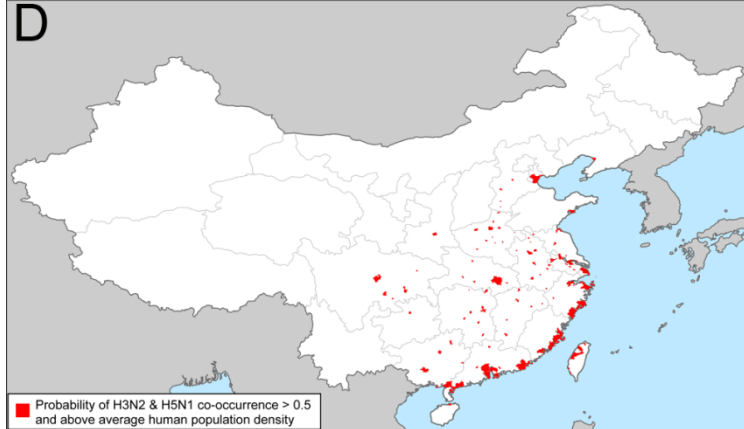 D
Probability of H3N2 & H5N1 co-occurrence > 0.5
and above average human population density